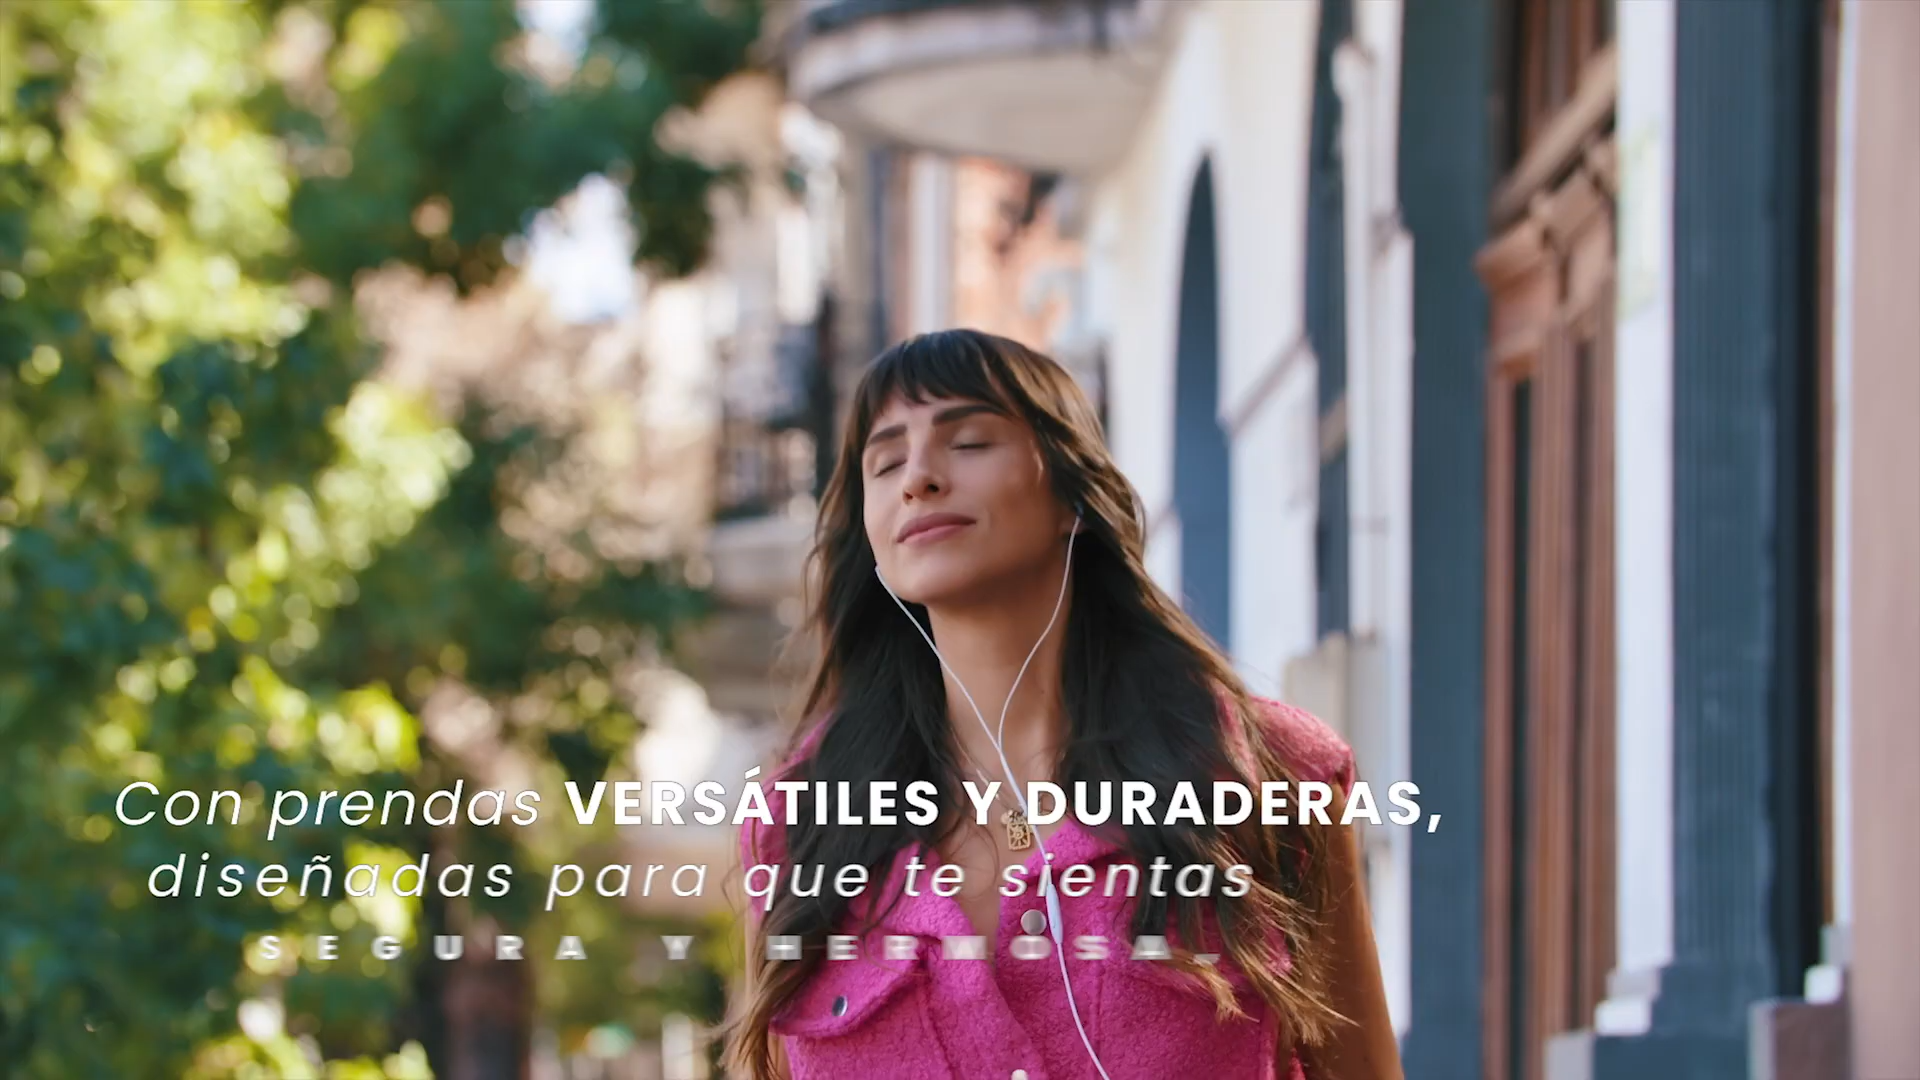 Con prendas VERSÁTILES Y DURADERAS,
diseñadas para que te sientas
SEGURA Y HERMOSA.